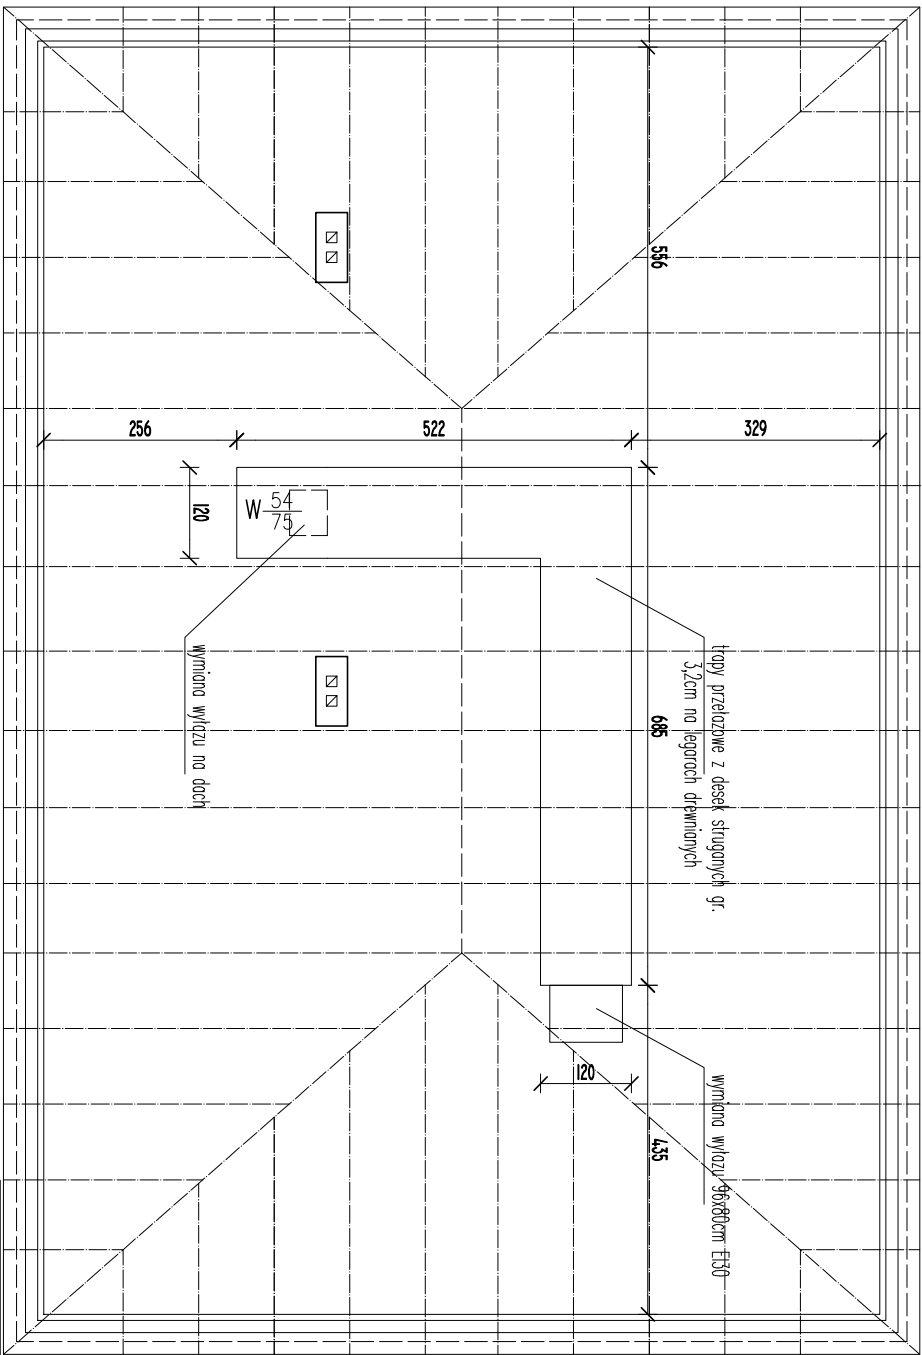 556
256
522
329
120
W 54
75
trapy przełazowe z desek struganych gr.
3,2cm na legarach drewnianych
wymiana wyłazu na dach
685
120
wymiana wyłazu 96x80cm EI30
435